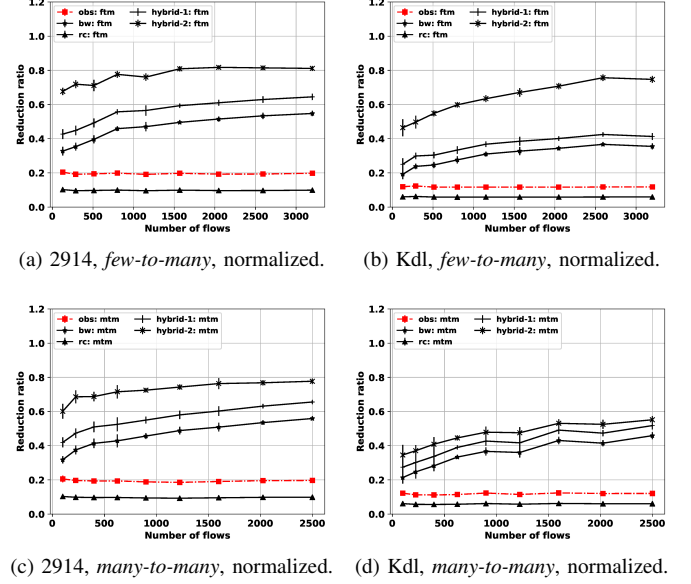 1.2
1.0
0.8
0.6
0.4
0.2
0.0
Reduction ratio
obs: ftm
bw: ftm
rc: ftm
hybrid-1: ftm
hybrid-2: ftm
0 500 1000 1500 2000 2500 3000
Number of flows
(a) 2914, few-to-many, normalized.
1.2
1.0
0.8
0.6
0.4
0.2
0.0
Reduction ratio
obs: ftm
bw: ftm
rc: ftm
hybrid-1: ftm
hybrid-2: ftm
0 500 1000 1500 2000 2500 3000
Number of flows
(b) Kdl, few-to-many, normalized.
1.2
1.0
0.8
0.6
0.4
0.2
0.0
Reduction ratio
obs: mtm
bw: mtm
rc: mtm
hybrid-1: mtm
hybrid-2: mtm
0 500 1000 1500 2000 2500
Number of flows
(c) 2914, many-to-many, normalized.
1.2
1.0
0.8
0.6
0.4
0.2
0.0
Reduction ratio
obs: mtm
bw: mtm
rc: mtm
hybrid-1: mtm
hybrid-2: mtm
0 500 1000 1500 2000 2500
Number of flows
(d) Kdl, many-to-many, normalized.